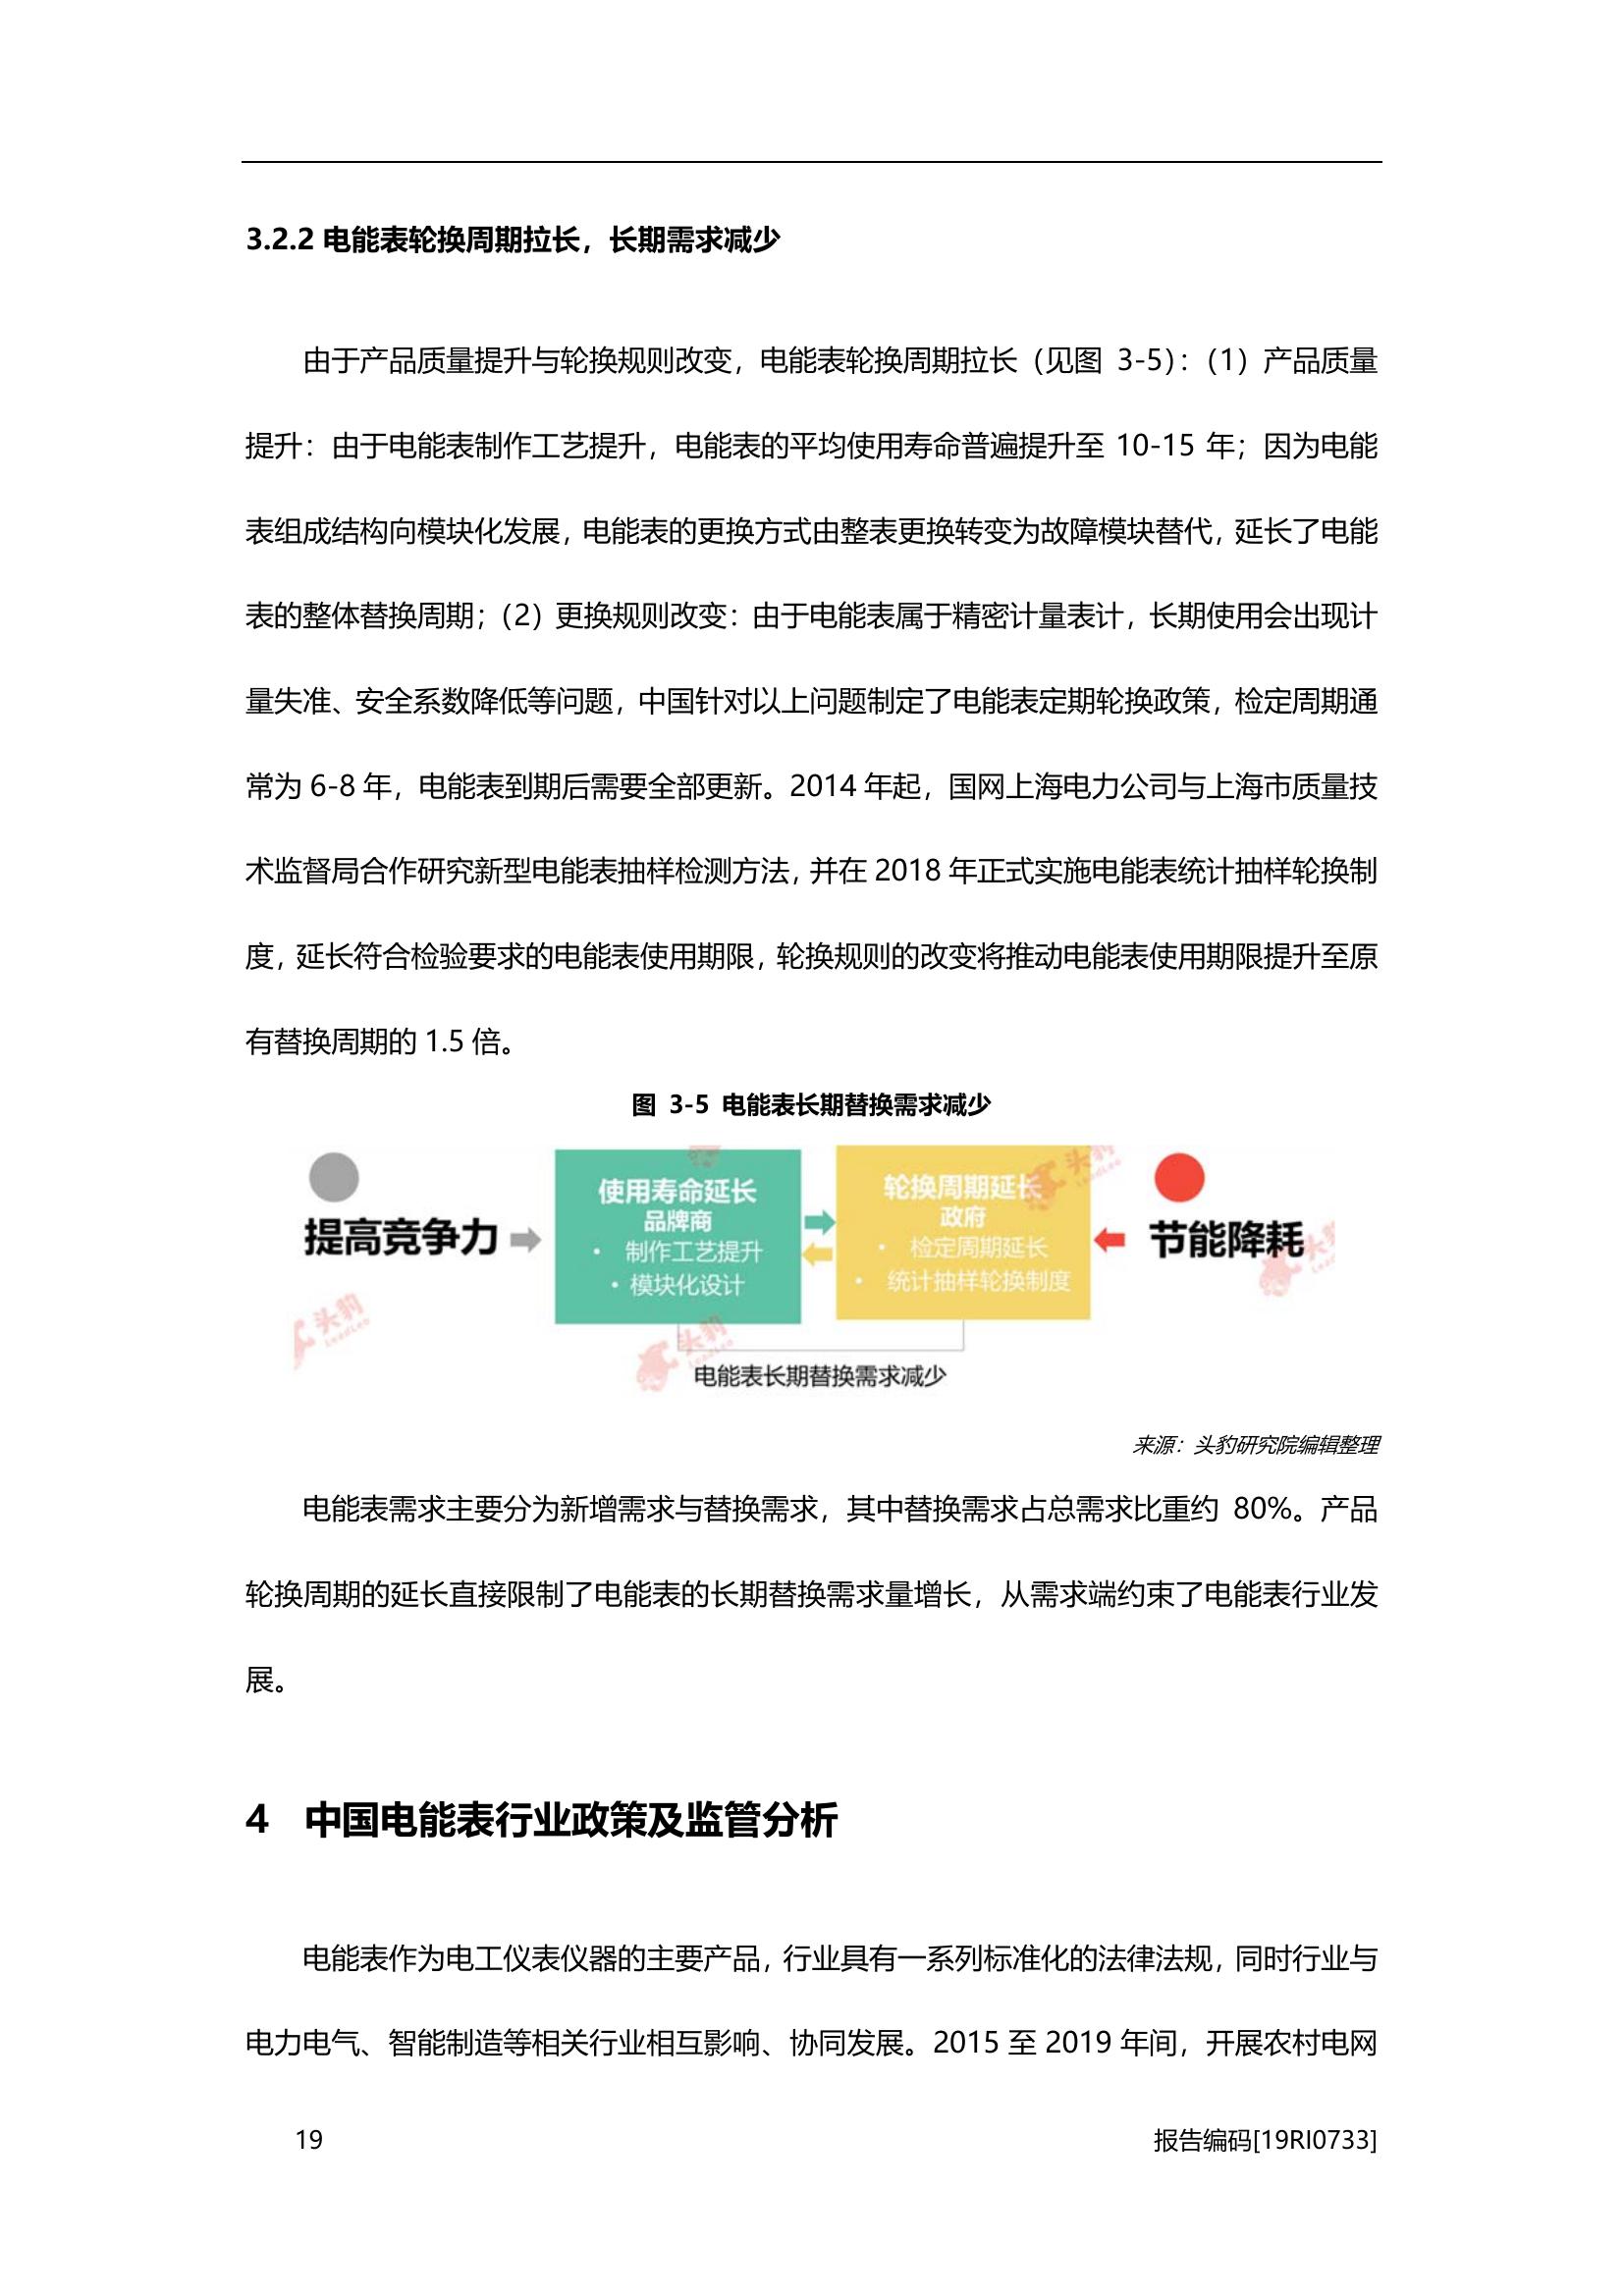 3.2.2 电能表轮换周期拉长，长期需求减少
由于产品质量提升与轮换规则改变，电能表轮换周期拉长（见图 3-5）：（1）产品质量
提升：由于电能表制作工艺提升，电能表的平均使用寿命普遍提升至 10-15 年；因为电能
表组成结构向模块化发展，电能表的更换方式由整表更换转变为故障模块替代，延长了电能
表的整体替换周期；（2）更换规则改变：由于电能表属于精密计量表计，长期使用会出现计
量失准、安全系数降低等问题，中国针对以上问题制定了电能表定期轮换政策，检定周期通
常为 6-8 年，电能表到期后需要全部更新。2014 年起，国网上海电力公司与上海市质量技
术监督局合作研究新型电能表抽样检测方法，并在 2018 年正式实施电能表统计抽样轮换制
度，延长符合检验要求的电能表使用期限，轮换规则的改变将推动电能表使用期限提升至原
有替换周期的 1.5 倍。
图 3-5 电能表长期替换需求减少
提高竞争力
使用寿命延长
品牌商
• 制作工艺提升
• 模块化设计
轮换周期延长
政府
• 检定周期延长
• 统计抽样轮换制度
节能降耗
头豹
LeadLeo
头豹
LeadLeo
头豹
LeadLeo
电能表长期替换需求减少
来源：头豹研究院编辑整理
电能表需求主要分为新增需求与替换需求，其中替换需求占总需求比重约 80%。产品
轮换周期的延长直接限制了电能表的长期替换需求量增长，从需求端约束了电能表行业发
展。
4 中国电能表行业政策及监管分析
电能表作为电工仪表仪器的主要产品，行业具有一系列标准化的法律法规，同时行业与
电力电气、智能制造等相关行业相互影响、协同发展。2015 至 2019 年间，开展农村电网
19
报告编码[19RI0733]